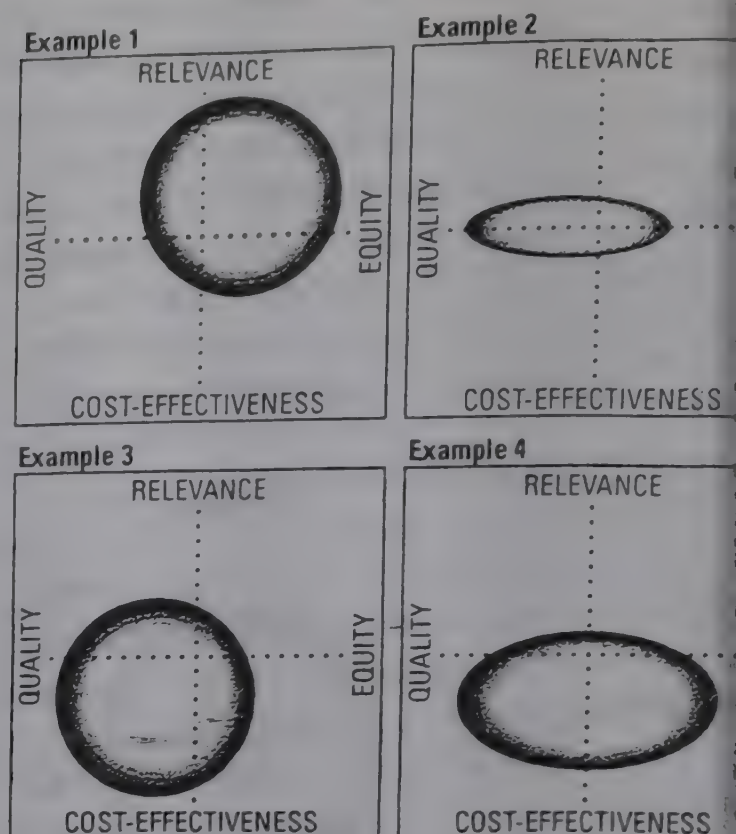 Example 1
RELEVANCE
QUALITY
EQUITY
COST-EFFECTIVENESS
Example 2
RELEVANCE
QUALITY
COST-EFFECTIVENESS
Example 3
RELEVANCE
QUALITY
EQUITY
COST-EFFECTIVENESS
Example 4
RELEVANCE
QUALITY
COST-EFFECTIVENESS